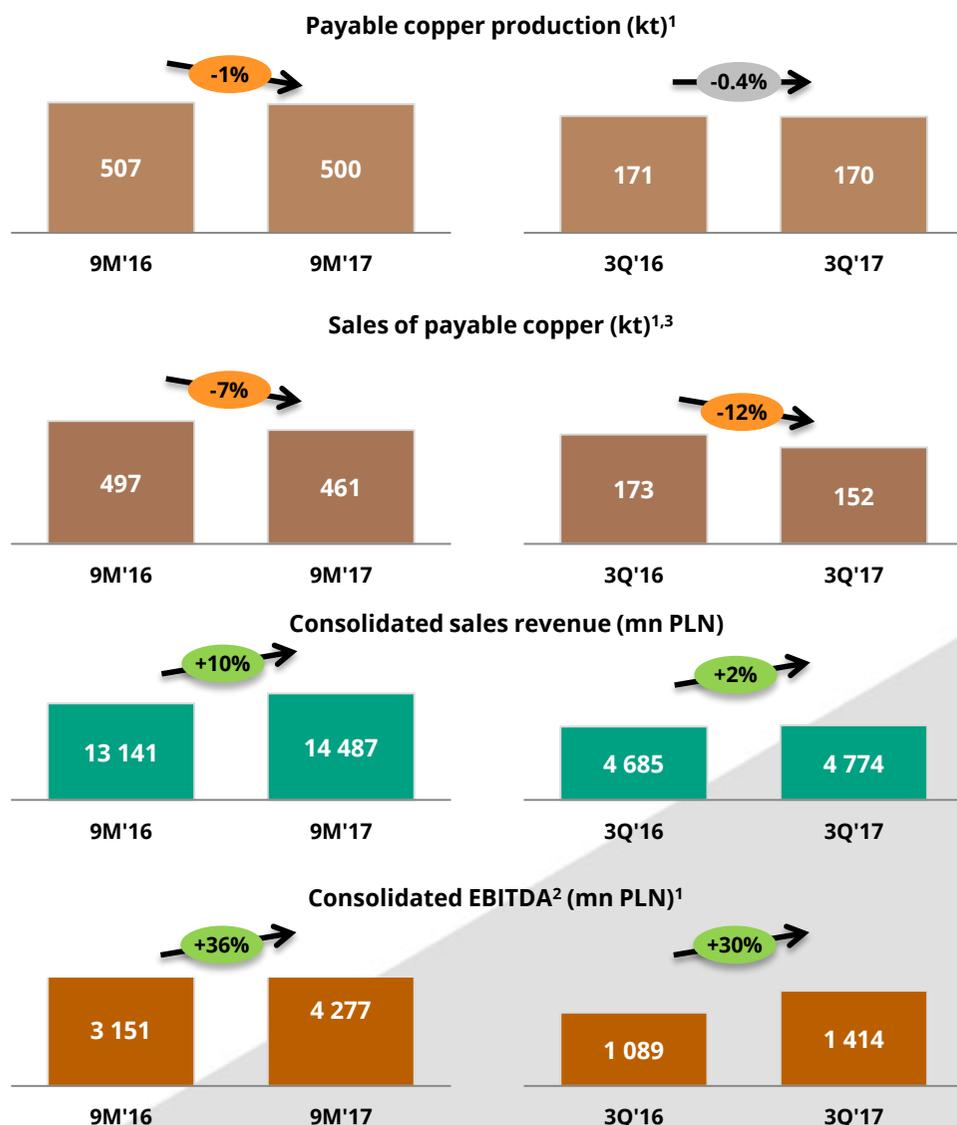 Payable copper production (kt)¹
-1%
-0.4%
507
500
171
170
9M'16
9M'17
3Q'16
3Q'17
Sales of payable copper (kt)¹,³
-7%
-12%
497
461
173
152
9M'16
9M'17
3Q'16
3Q'17
Consolidated sales revenue (mn PLN)
+10%
+2%
13 141
14 487
4 685
4 774
9M'16
9M'17
3Q'16
3Q'17
Consolidated EBITDA² (mn PLN)¹
+36%
+30%
3 151
4 277
1 089
1 414
9M'16
9M'17
3Q'16
3Q'17